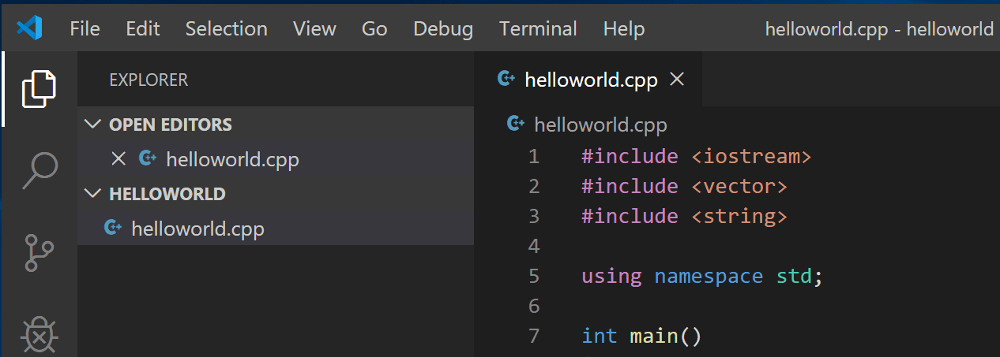 File Edit Selection View Go Debug Terminal Help helloworld.cpp - helloworld
EXPLORER
OPEN EDITORS
helloworld.cpp
HELLOWORLD
helloworld.cpp
helloworld.cpp
helloworld.cpp
1 #include <iostream>
2 #include <vector>
3 #include <string>
4
5 using namespace std;
6
7 int main()